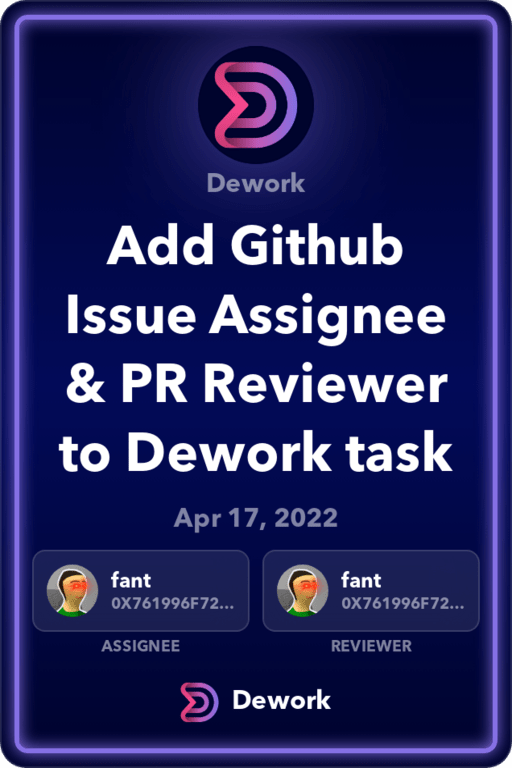 Dework
Add Github
Issue Assignee
& PR Reviewer
to Dework task
Apr 17, 2022
fant
0X761996F72...
fant
0X761996F72...
ASSIGNEE
REVIEWER
Dework